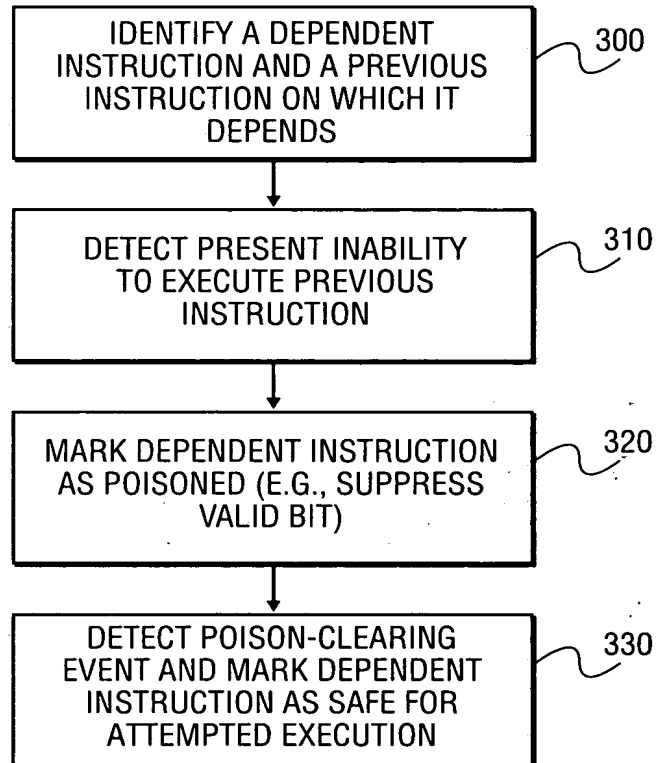 IDENTIFY A DEPENDENT
INSTRUCTION AND A PREVIOUS
INSTRUCTION ON WHICH IT
DEPENDS
300
DETECT PRESENT INABILITY
TO EXECUTE PREVIOUS
INSTRUCTION
310
MARK DEPENDENT INSTRUCTION
AS POISONED (E.G., SUPPRESS
VALID BIT)
320
DETECT POISON-CLEARING
EVENT AND MARK DEPENDENT
INSTRUCTION AS SAFE FOR
ATTEMPTED EXECUTION
330